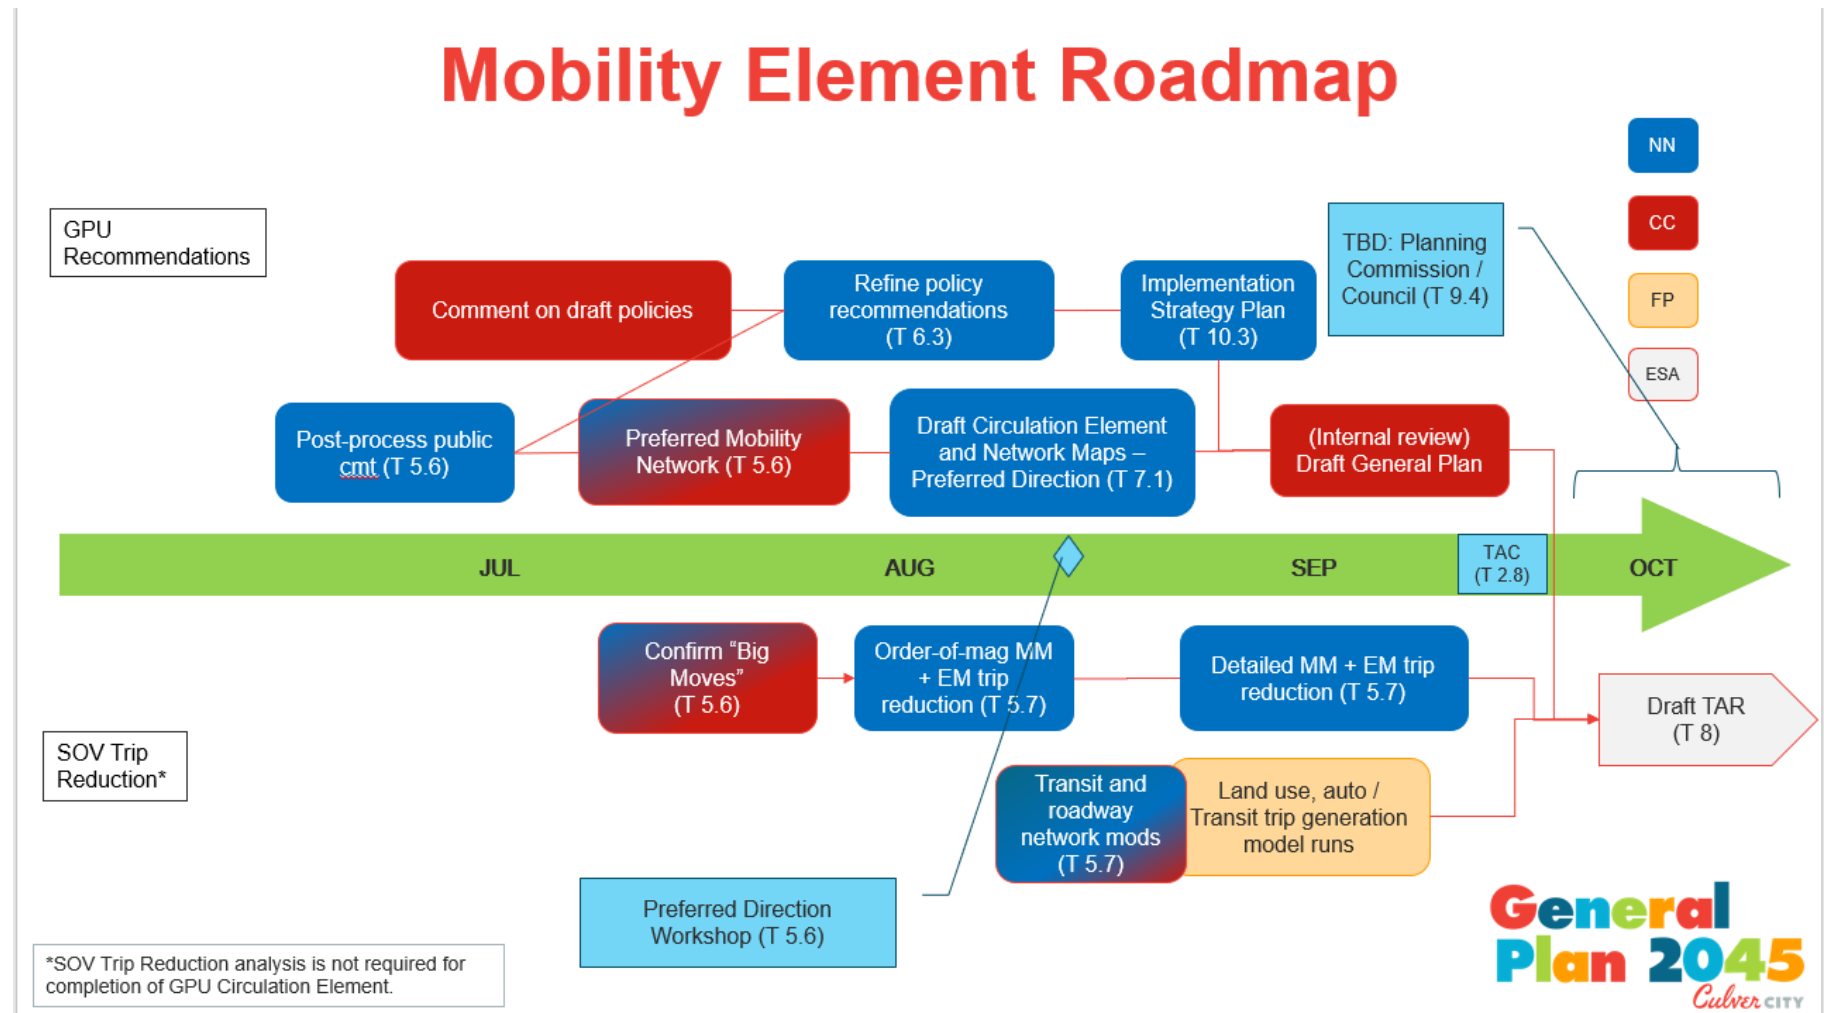 Mobility Element Roadmap
NN
CC
FP
ESA
GPU
Recommendations
TBD: Planning
Commission /
Council (T 9.4)
Comment on draft policies
Refine policy
recommendations
(T 6.3)
Implementation
Strategy Plan
(T 10.3)
Post-process public
cmt (T 5.6)
Preferred Mobility
Network (T 5.6)
Draft Circulation Element
and Network Maps –
Preferred Direction (T 7.1)
(Internal review)
Draft General Plan
JUL
AUG
SEP
TAC
(T 2.8)
OCT
Confirm “Big
Moves”
(T 5.6)
Order-of-mag MM
+ EM trip
reduction (T 5.7)
Detailed MM + EM trip
reduction (T 5.7)
Draft TAR
(T 8)
SOV Trip
Reduction*
Transit and
roadway
network mods
(T 5.7)
Land use, auto /
Transit trip generation
model runs
Preferred Direction
Workshop (T 5.6)
*SOV Trip Reduction analysis is not required for
completion of GPU Circulation Element.
General
Plan 2045
Culver CITY